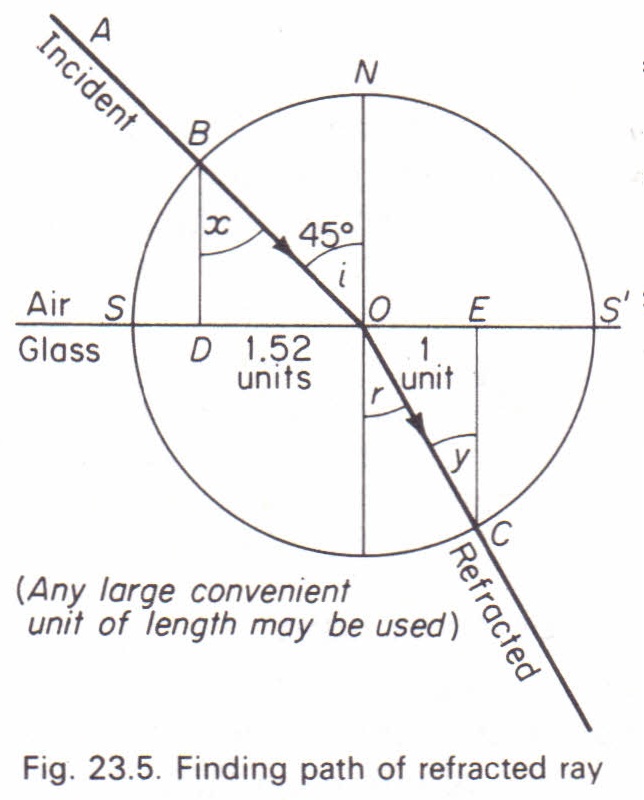 A
Incident
N
B
x
45°
i
Air
S
O
E
S'
Glass
D
1.52
units
1
unit
r
y
C
Refracted
(Any large convenient
unit of length may be used)
Fig. 23.5. Finding path of refracted ray